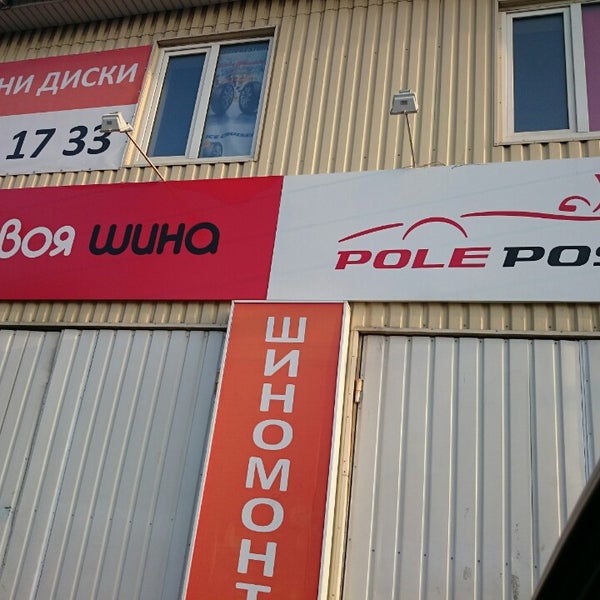 НИ ДИСКИ
17 33
ВОЯ ШИНА
POLE POS
ШИНОМОНТ